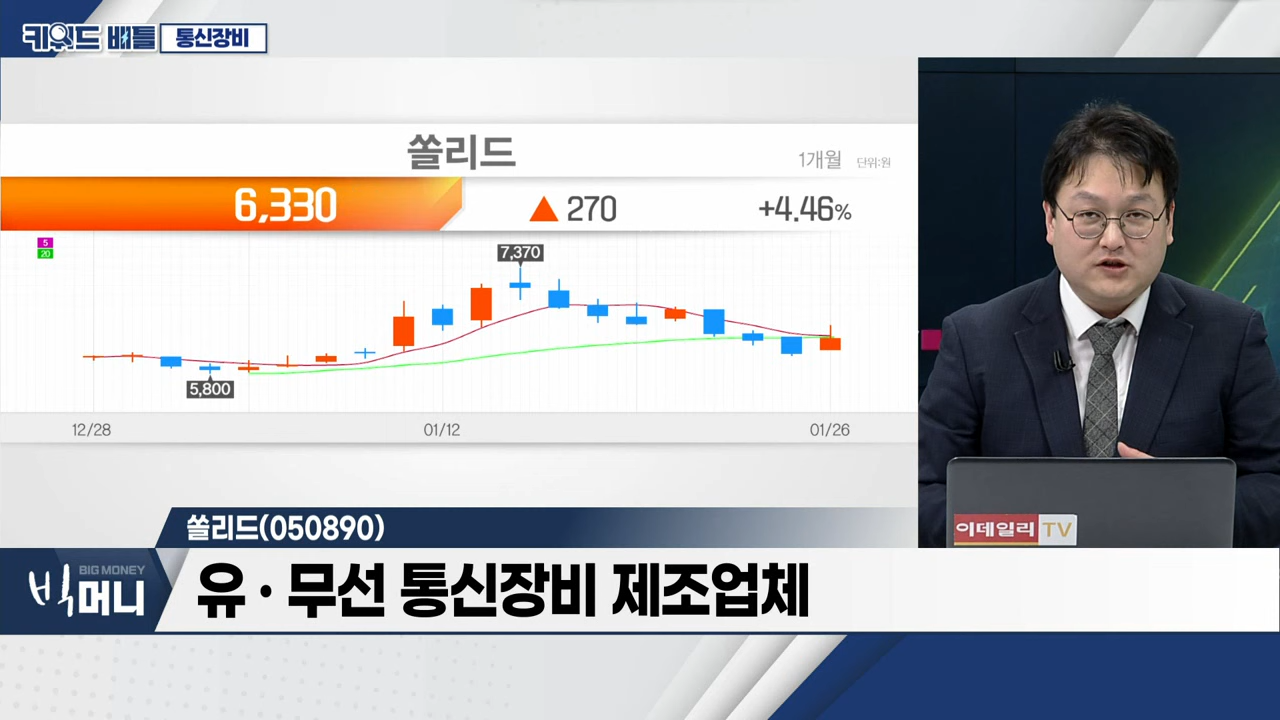 키워드 배틀 통신장비
쏠리드
1개월 단위:원
6,330 ▲ 270 +4.46%
5
20
7,370
5,800
12/28 01/12 01/26
이데일리 TV
쏠리드(050890)
BIG MONEY
빅머니
유·무선 통신장비 제조업체